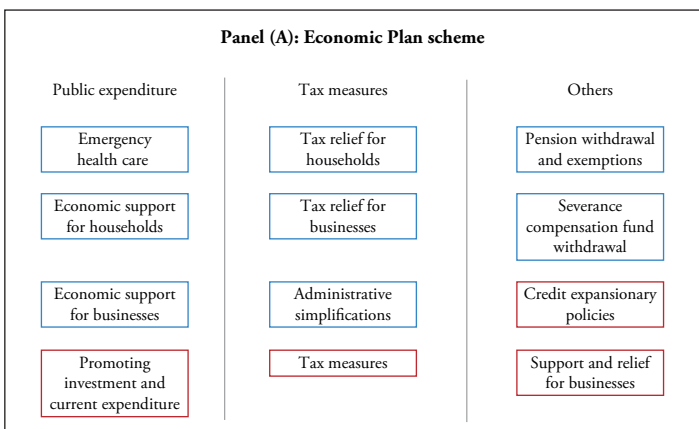 Panel (A): Economic Plan scheme
Public expenditure
Emergency
health care
Economic support
for households
Economic support
for businesses
Promoting
investment and
current expenditure
Tax measures
Tax relief for
households
Tax relief for
businesses
Administrative
simplifications
Tax measures
Others
Pension withdrawal
and exemptions
Severance
compensation fund
withdrawal
Credit expansionary
policies
Support and relief
for businesses